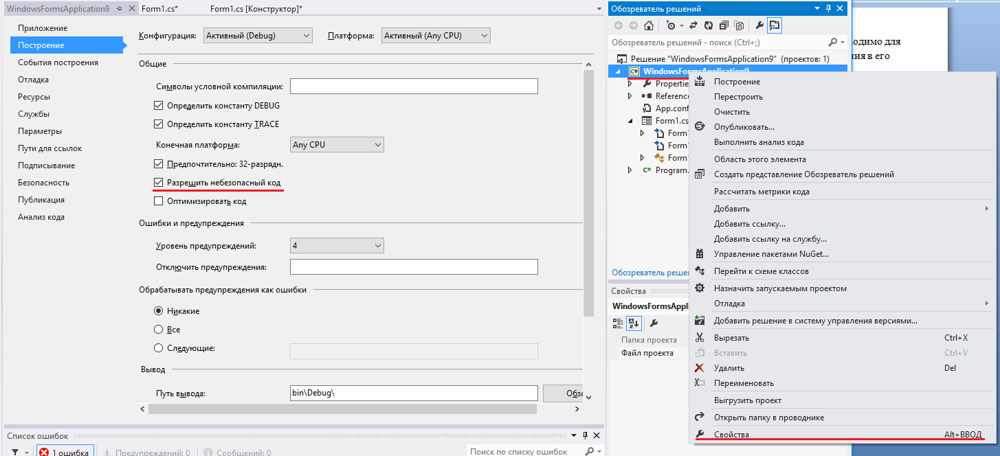 WindowsFormsApplication9
Form1.cs*
Form1.cs [Конструктор]*
Приложение
Построение
События построения
Отладка
Ресурсы
Службы
Параметры
Пути для ссылок
Подписывание
Безопасность
Публикация
Анализ кода
Конфигурация: Активный (Debug) Платформа: Активный (Any CPU)
Общие
Символы условной компиляции:
Определить константу DEBUG
Определить константу TRACE
Конечная платформа: Any CPU
Предпочтительно: 32-разрядн.
Разрешить небезопасный код
Оптимизировать код
Ошибки и предупреждения
Уровень предупреждений: 4
Отключить предупреждения:
Обрабатывать предупреждения как ошибки
Никакие
Все
Следующие:
Вывод
Путь вывода: bin\Debug\ Обзо
Список ошибок
1 ошибка Предупреждений: 0 Сообщений: 0 Поиск по списку ошибок
Обозреватель решений
Обозреватель решений - поиск (Ctrl+;)
Решение "WindowsFormsApplication9" (проектов: 1)
C# WindowsFormsApplication9
Propertie
Reference
App.conf
Form1.cs
Form
Form
Form
C# Program.
Обозреватель реше
Свойства
WindowsFormsAppl
Папка проекта
Файл проекта
одимо для
ния в его
Построение
Перестроить
Очистить
Опубликовать...
Выполнить анализ кода
Область этого элемента
Создать представление Обозреватель решений
Рассчитать метрики кода
Добавить
Добавить ссылку...
Добавить ссылку на службу...
Управление пакетами NuGet...
Перейти к схеме классов
Назначить запускаемым проектом
Отладка
Добавить решение в систему управления версиями...
Вырезать Ctrl+X
Вставить Ctrl+V
Удалить Del
Переименовать
Выгрузить проект
Открыть папку в проводнике
Свойства Alt+ВВОД